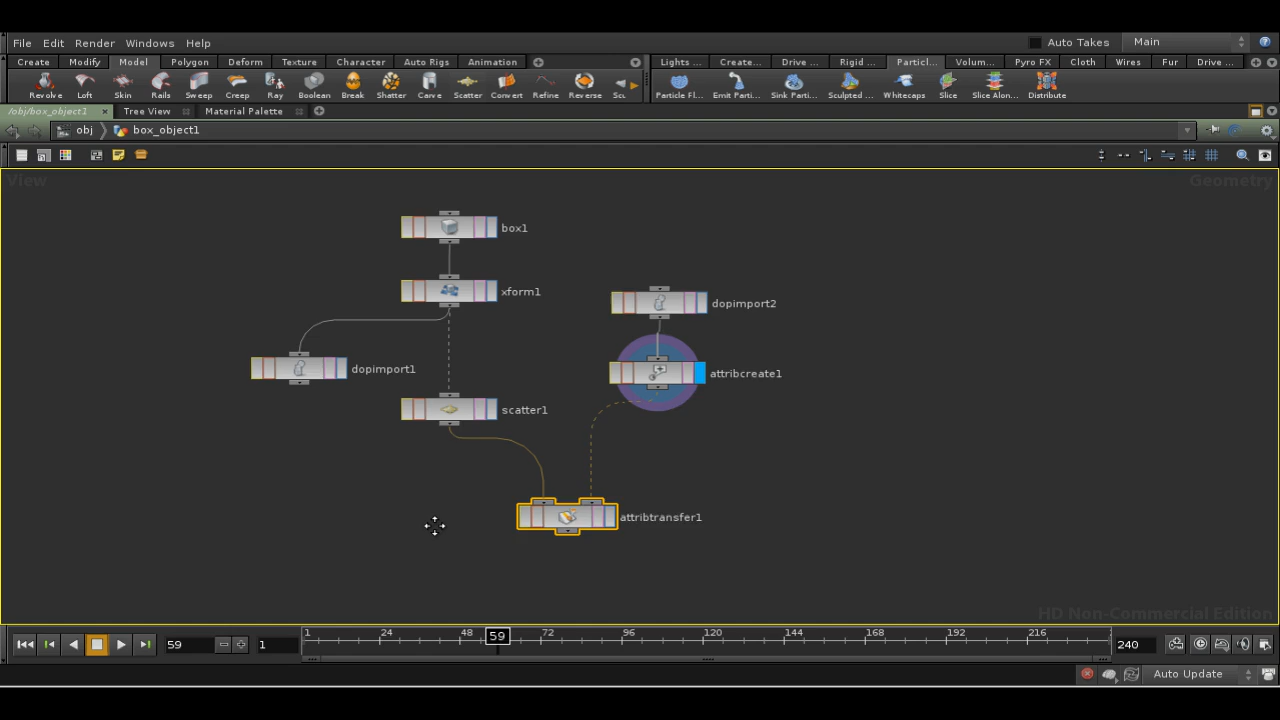 File Edit Render Windows Help Auto Takes Main
Create Modify Model Polygon Deform Texture Character Auto Rigs Animation Lights ... Create... Drive ... Rigid ... Particl... Volum... Pyro FX Cloth Wires Fur Drive ...
Revolve Loft Skin Rails Sweep Creep Ray Boolean Break Shatter Carve Scatter Convert Refine Reverse Particle Fl... Emit Parti... Sink Parti... Sculpted ... Whitecaps Slice Slice Alon... Distribute
/obj/box_object1 Tree View Material Palette
obj box_object1
View Geometry
box1
xform1
dopimport2
dopimport1
attribcreate1
scatter1
attribtransfer1
HD Non-Commercial Edition
59 1 1 24 48 59 72 96 120 144 168 192 216 240
Auto Update